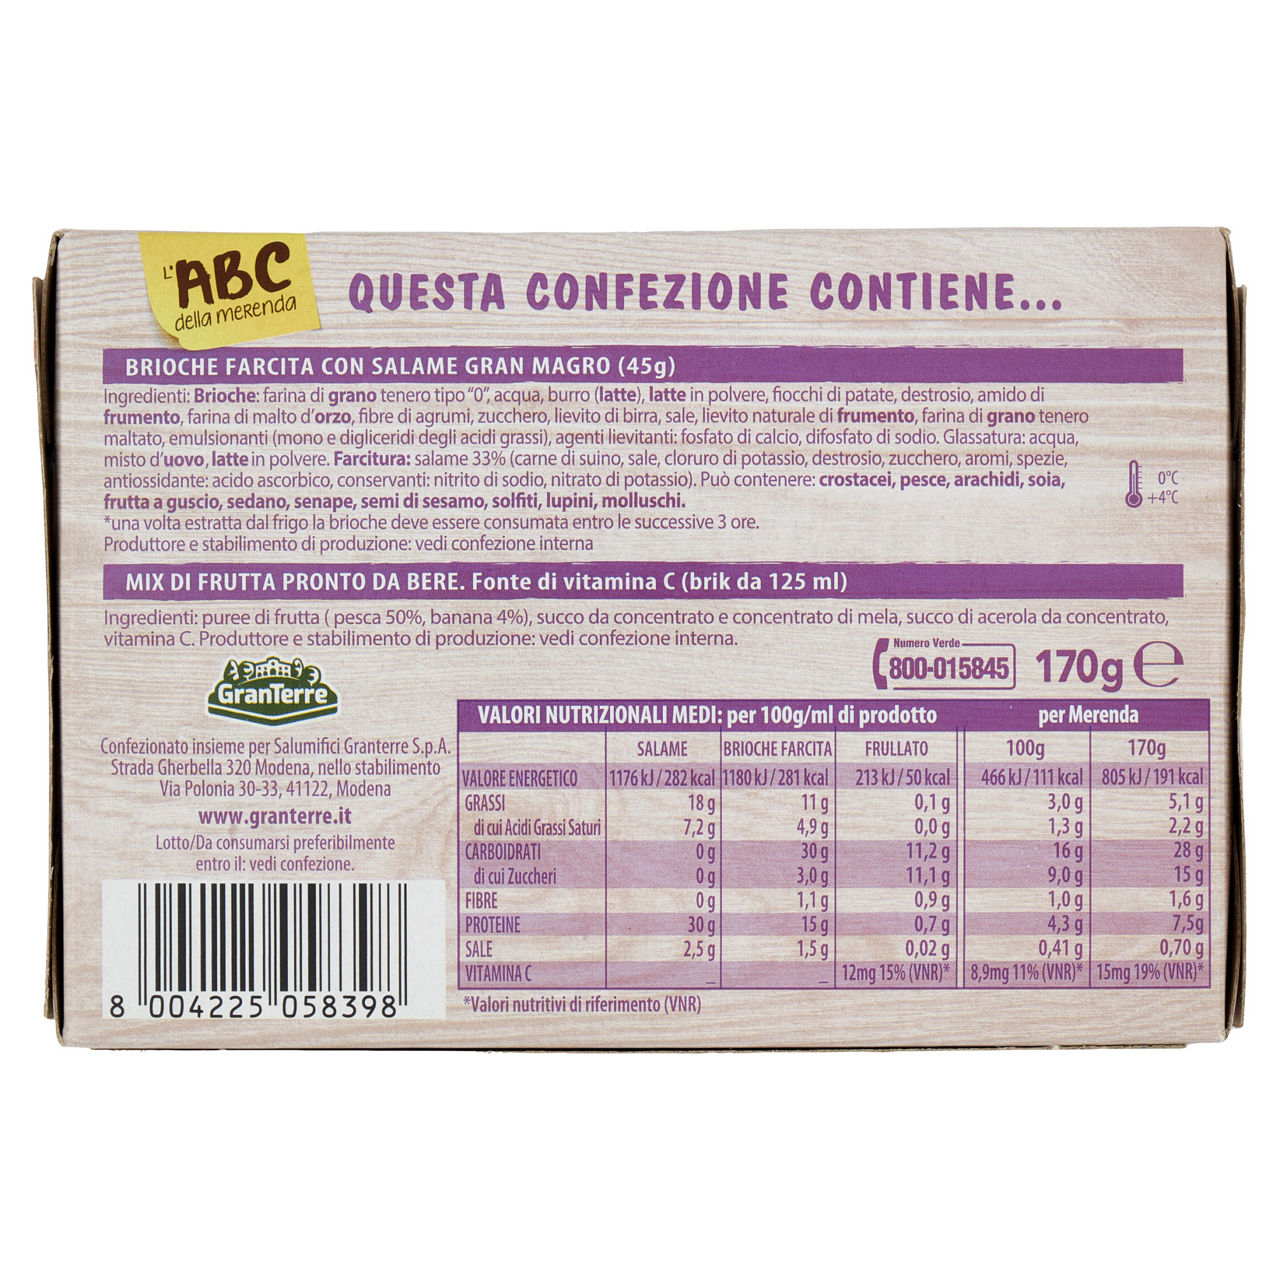 L'ABC
della merenda
QUESTA CONFEZIONE CONTIENE...
BRIOCHE FARCITA CON SALAME GRAN MAGRO (45g)
Ingredienti: Brioche: farina di grano tenero tipo "0", acqua, burro (latte), latte in polvere, fiocchi di patate, destrosio, amido di
frumento, farina di malto d'orzo, fibre di agrumi, zucchero, lievito di birra, sale, lievito naturale di frumento, farina di grano tenero
maltato, emulsionanti (mono e digliceridi degli acidi grassi), agenti lievitanti: fosfato di calcio, difosfato di sodio. Glassatura: acqua,
misto d'uovo, latte in polvere. Farcitura: salame 33% (carne di suino, sale, cloruro di potassio, destrosio, zucchero, aromi, spezie,
antiossidante: acido ascorbico, conservanti: nitrito di sodio, nitrato di potassio). Può contenere: crostacei, pesce, arachidi, soia,
frutta a guscio, sedano, senape, semi di sesamo, solfiti, lupini, molluschi.
*una volta estratta dal frigo la brioche deve essere consumata entro le successive 3 ore.
Produttore e stabilimento di produzione: vedi confezione interna
0°C
+4°C
MIX DI FRUTTA PRONTO DA BERE. Fonte di vitamina C (brik da 125 ml)
Ingredienti: puree di frutta ( pesca 50%, banana 4%), succo da concentrato e concentrato di mela, succo di acerola da concentrato,
vitamina C. Produttore e stabilimento di produzione: vedi confezione interna.
Numero Verde
800-015845
170g e
GranTerre
Confezionato insieme per Salumifici Granterre S.p.A.
Strada Gherbella 320 Modena, nello stabilimento
Via Polonia 30-33, 41122, Modena
www.granterre.it
Lotto/Da consumarsi preferibilmente
entro il: vedi confezione.
8 004225 058398
VALORI NUTRIZIONALI MEDI: per 100g/ml di prodotto per Merenda
SALAME BRIOCHE FARCITA FRULLATO 100g 170g
VALORE ENERGETICO 1176 kJ / 282 kcal 1180 kJ / 281 kcal 213 kJ / 50 kcal 466 kJ / 111 kcal 805 kJ / 191 kcal
GRASSI 18 g 11 g 0,1 g 3,0 g 5,1 g
di cui Acidi Grassi Saturi 7,2 g 4,9 g 0,0 g 1,3 g 2,2 g
CARBOIDRATI 0 g 30 g 11,2 g 16 g 28 g
di cui Zuccheri 0 g 3,0 g 11,1 g 9,0 g 15 g
FIBRE 0 g 1,1 g 0,9 g 1,0 g 1,6 g
PROTEINE 30 g 15 g 0,7 g 4,3 g 7,5g
SALE 2,5 g 1,5 g 0,02 g 0,41 g 0,70 g
VITAMINA C _ _ 12mg 15% (VNR)* 8,9mg 11% (VNR)* 15mg 19% (VNR)*
*Valori nutritivi di riferimento (VNR)